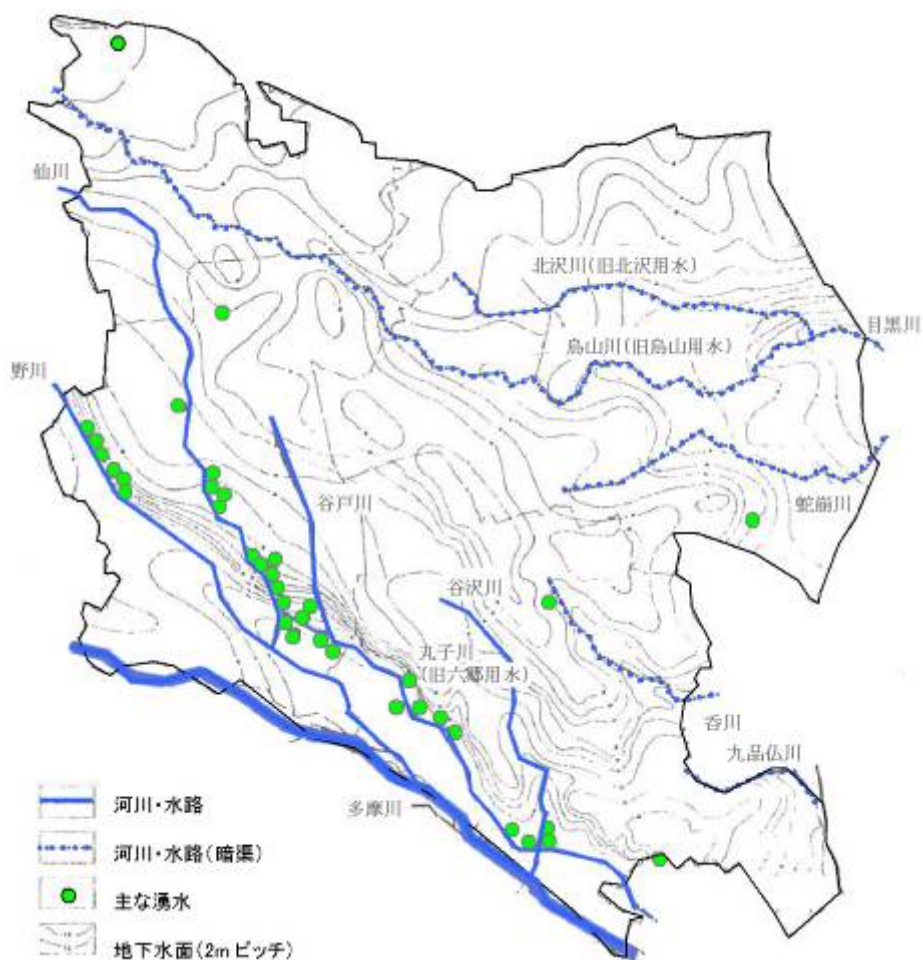 仙川
北沢川(旧北沢用水)
目黒川
烏山川(旧烏山用水)
野川
谷戸川
蛇崩川
谷沢川
丸子川
(旧六郷用水)
呑川
九品仏川
多摩川
河川・水路
河川・水路(暗渠)
主な湧水
地下水面(2mピッチ)